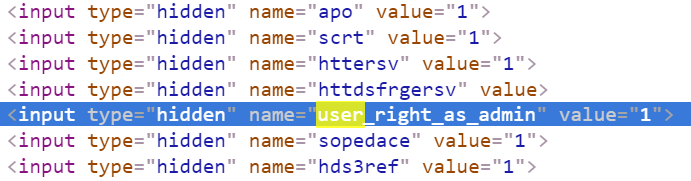 <input type="hidden" name="apo" value="1">
<input type="hidden" name="scrt" value="1">
<input type="hidden" name="httersv" value="1">
<input type="hidden" name="httdsfrgersv" value>
<input type="hidden" name="user_right_as_admin" value="1">
<input type="hidden" name="sopedace" value="1">
<input type="hidden" name="hds3ref" value="1">